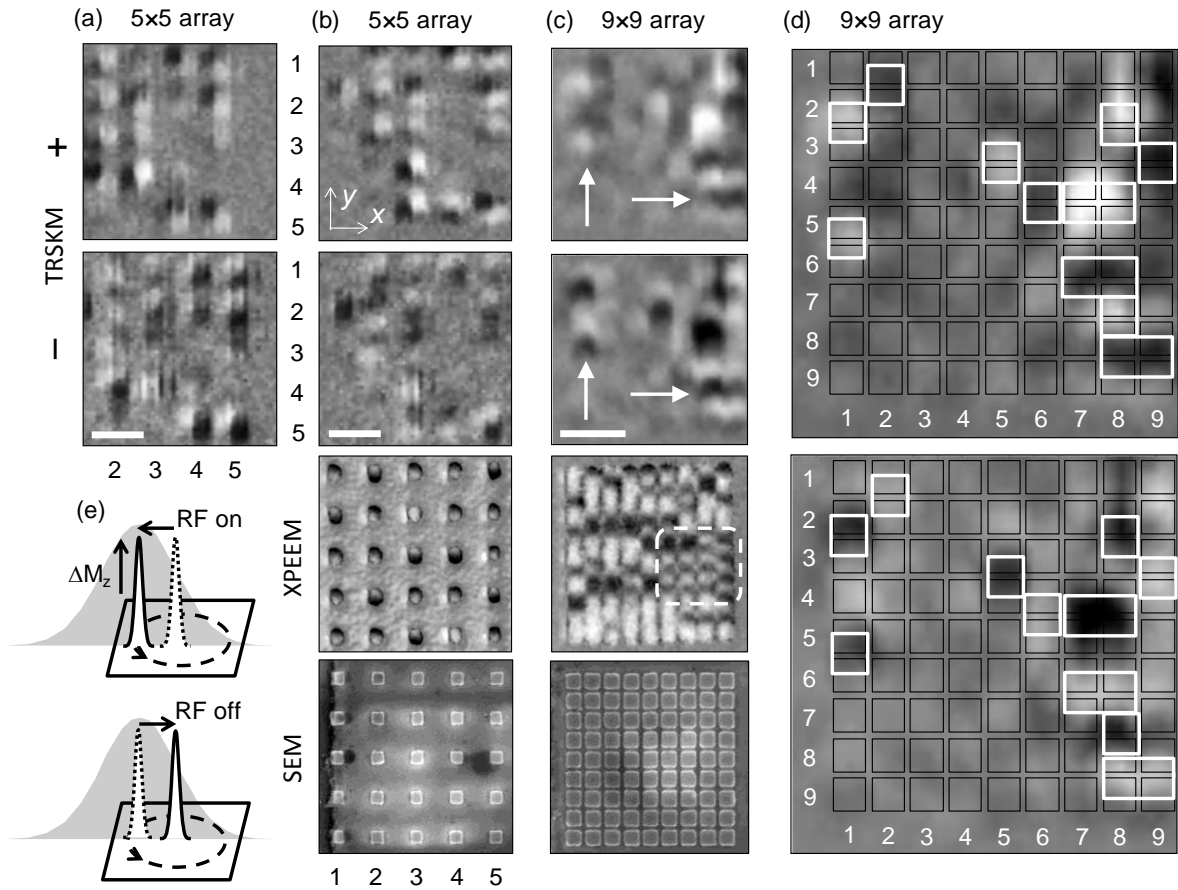 (a) 5×5 array
(b) 5×5 array
(c) 9×9 array
(d) 9×9 array
TRSKM
+
−
1
2
3
4
5
1
2
3
4
5
y
x
2 3 4 5
XPEEM
SEM
1 2 3 4 5
1
2
3
4
5
6
7
8
9
1 2 3 4 5 6 7 8 9
1
2
3
4
5
6
7
8
9
1 2 3 4 5 6 7 8 9
(e)
RF on
ΔMz
RF off